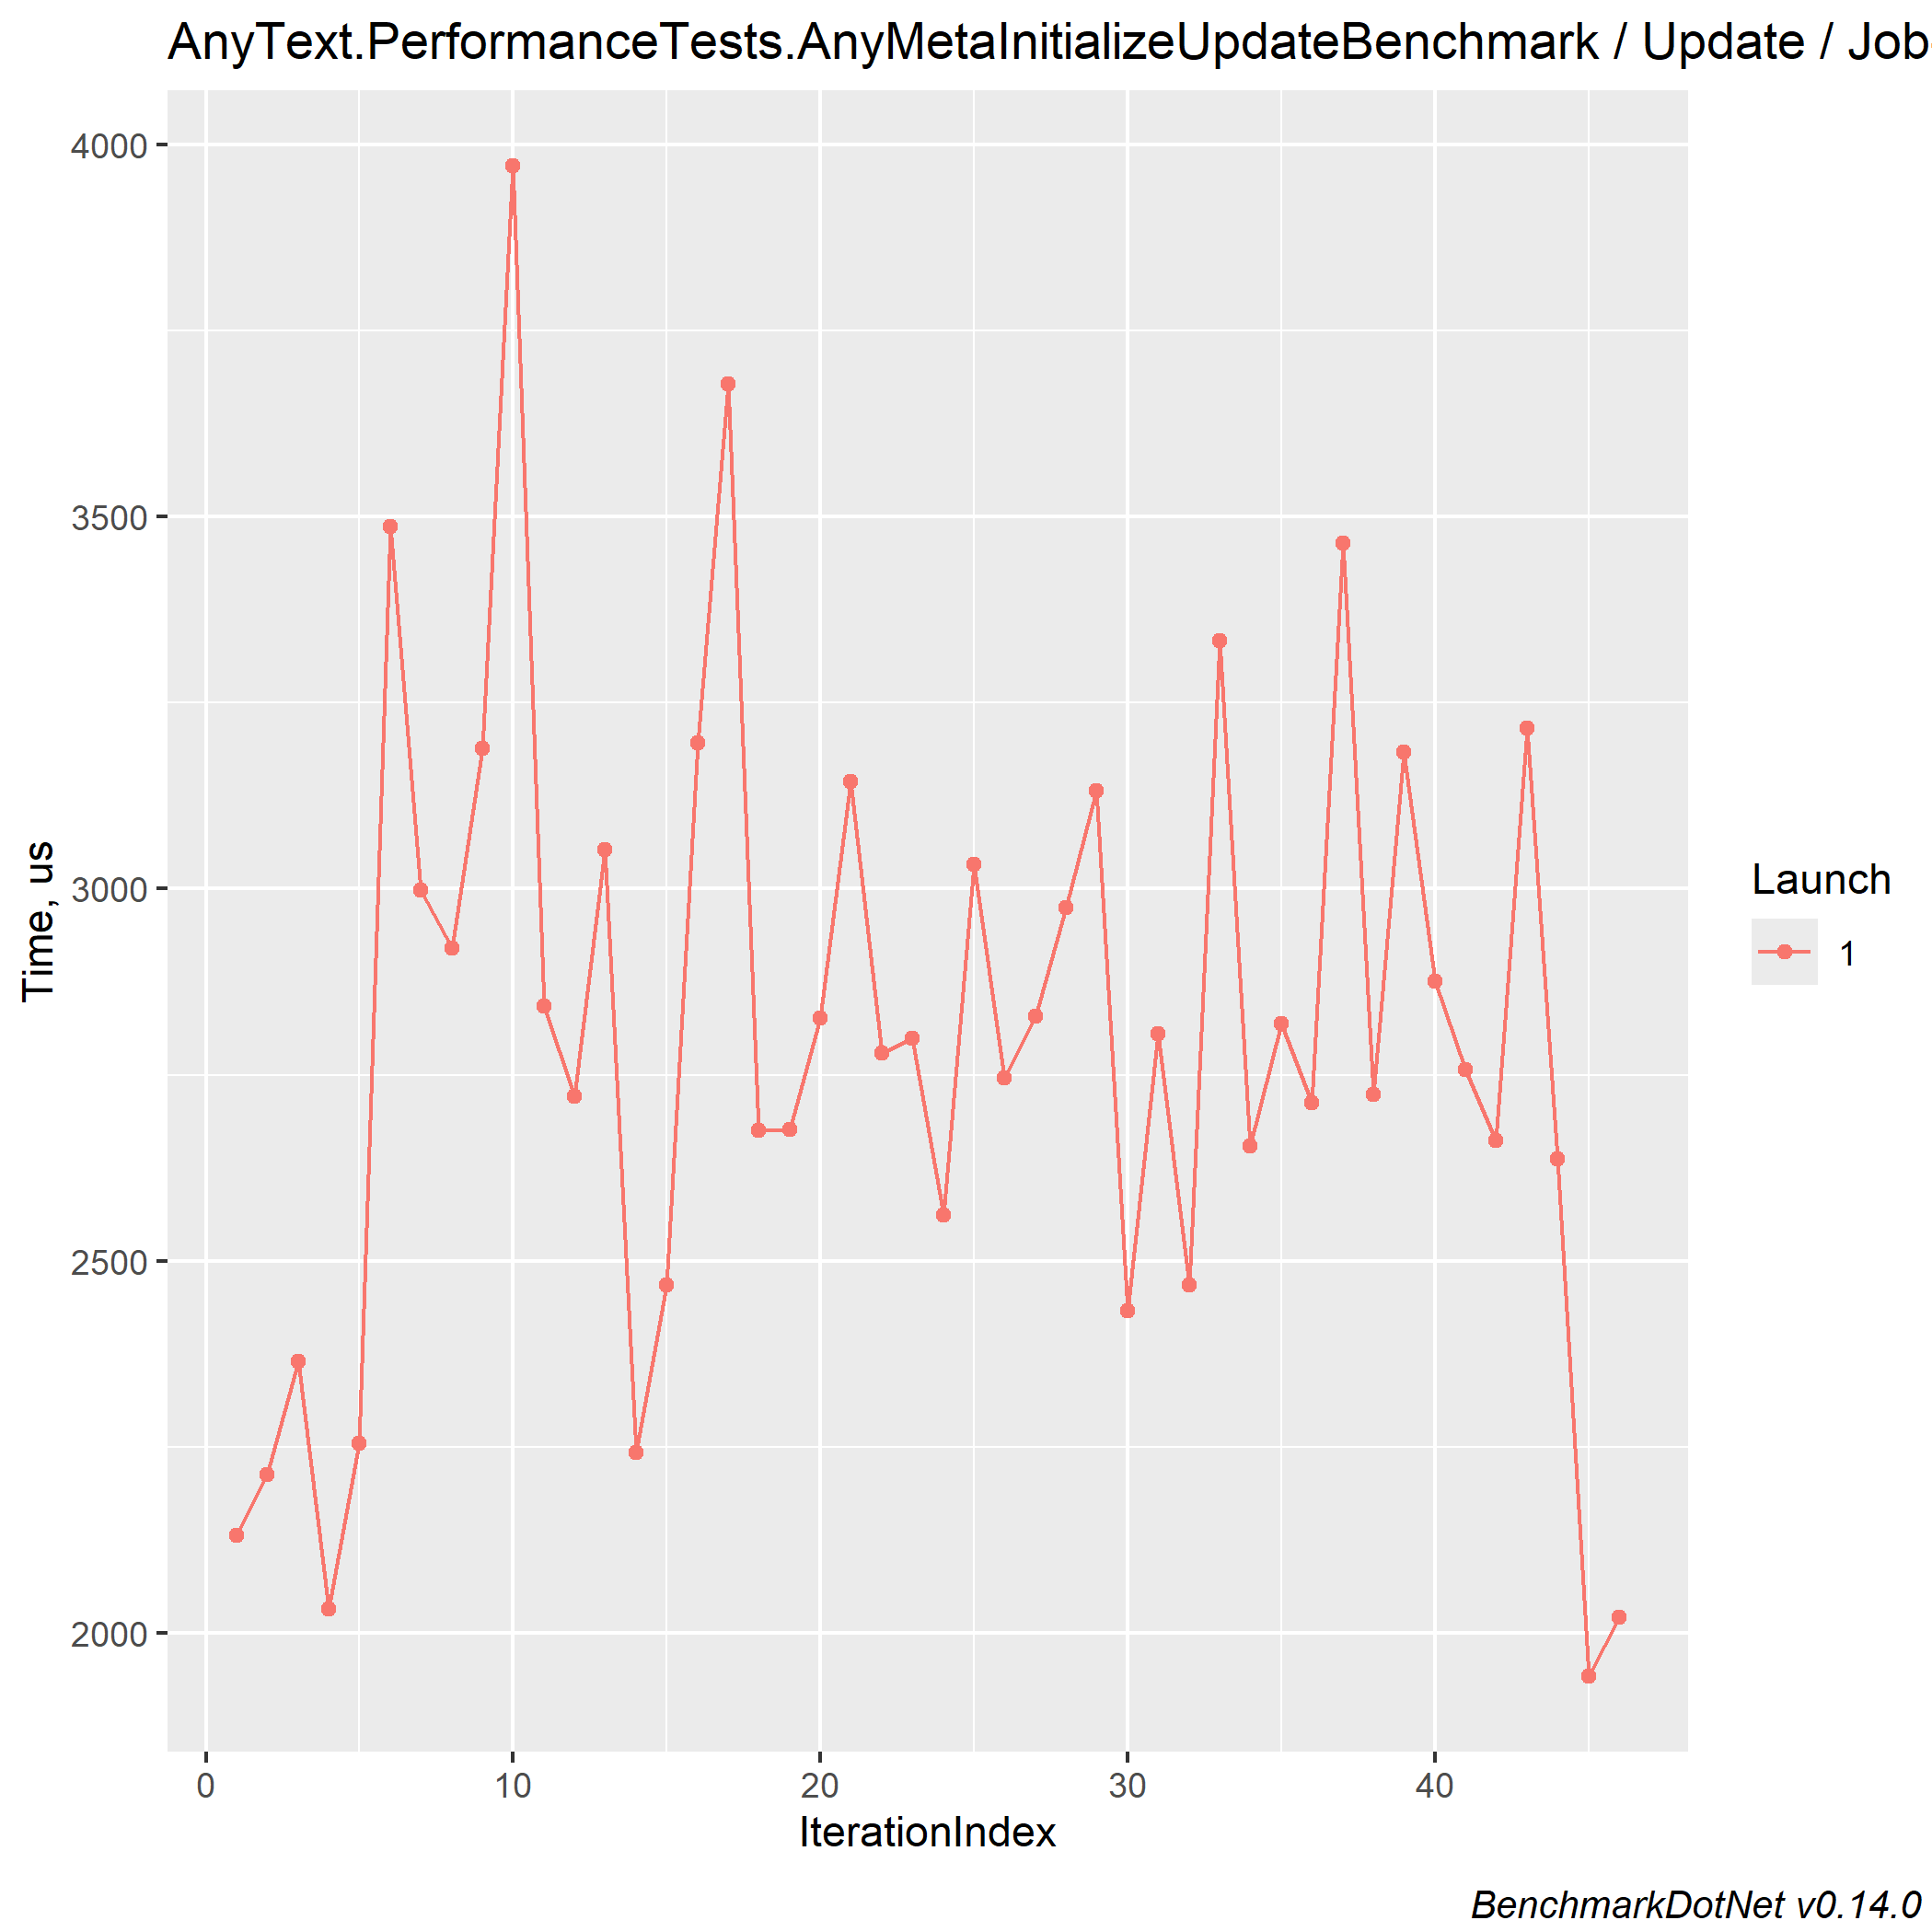 AnyText.PerformanceTests.AnyMetaInitializeUpdateBenchmark / Update / Job
4000
3500
3000
2500
2000
Time, us
0 10 20 30 40
IterationIndex
Launch
1
BenchmarkDotNet v0.14.0